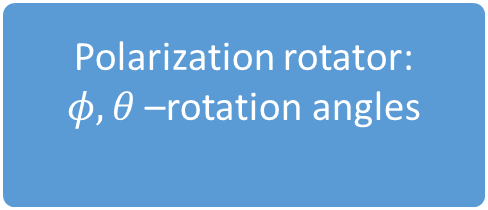 Polarization rotator:
ϕ, θ –rotation angles